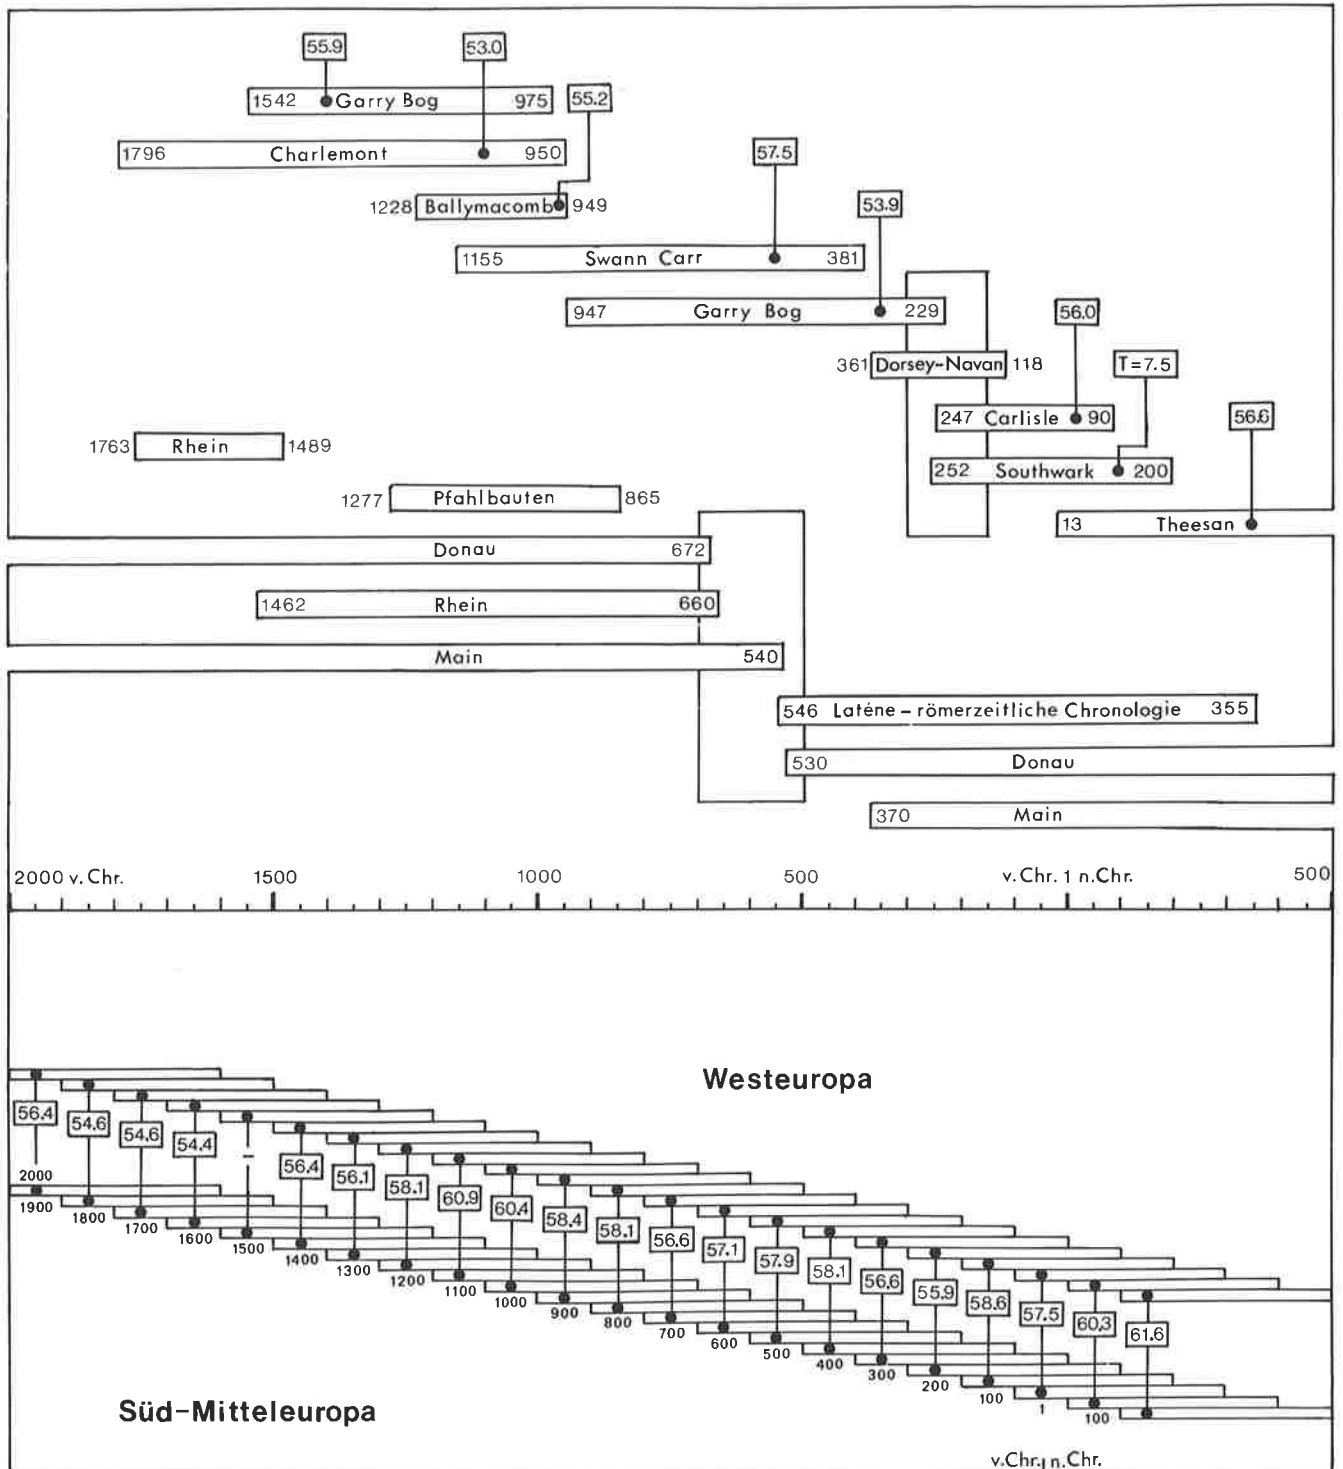 55.9 53.0
1542 Garry Bog 975 55.2
1796 Charlemont 950 57.5
1228 Ballymacomb 949 53.9
1155 Swann Carr 381
947 Garry Bog 229 56.0
361 Dorsey-Navan 118 T=7.5
247 Carlisle 90 56.6
1763 Rhein 1489
252 Southwark 200
1277 Pfahlbauten 865
13 Theesan
Donau 672
1462 Rhein 660
Main 540
546 Laténe – römerzeitliche Chronologie 355
530 Donau
370 Main
2000 v. Chr. 1500 1000 500 v.Chr. 1 n.Chr. 500
Westeuropa
56.4 54.6 54.6 54.4 – 56.4 56.1 58.1 60.9 60.4 58.4 58.1 56.6 57.1 57.9 58.1 56.6 55.9 58.6 57.5 60.3 61.6
2000
1900 1800 1700 1600 1500 1400 1300 1200 1100 1000 900 800 700 600 500 400 300 200 100 1 100
Süd-Mitteleuropa
v.Chr. n.Chr.